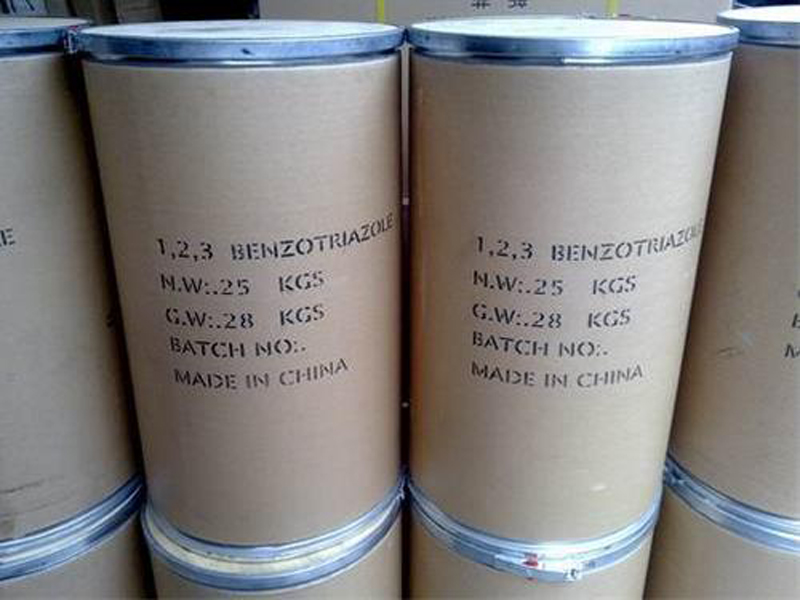 1,2,3 BENZOTRIAZOLE
N.W:.25 KGS
G.W:.28 KGS
BATCH NO:.
MADE IN CHINA
1,2,3 BENZOTRIAZOLE
N.W:.25 KGS
G.W:.28 KGS
BATCH NO:.
MADE IN CHINA